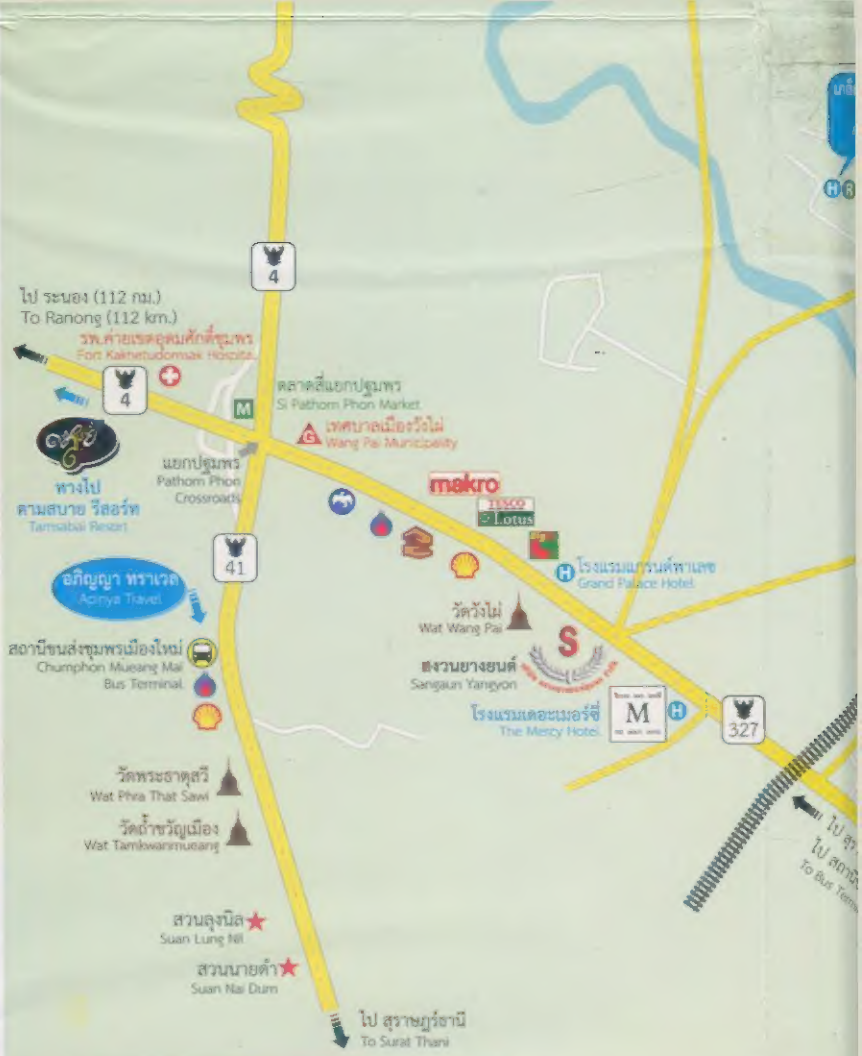 4
ไป ระนอง (112 กม.)
To Ranong (112 km.)
รพ.ค่ายเขตอุดมศักดิ์ชุมพร
Fort Kaknetudomsak Hospital
4
M
ตลาดสี่แยกปฐมพร
Si Pathom Phon Market
G
เทศบาลเมืองวังไผ่
Wang Pai Municipality
แยกปฐมพร
Pathom Phon
Crossroads
ทางไป
ตามสบาย รีสอร์ท
Tamsabai Resort
makro
TESCO
Lotus
41
H
โรงแรมแกรนด์พาเลซ
Grand Palace Hotel
อภิญญา ทราเวล
Apinya Travel
วัดวังไผ่
Wat Wang Pai
สถานีขนส่งชุมพรเมืองใหม่
Chumphon Mueang Mai
Bus Terminal
S
สงวนยางยนต์
Sangaun Yangyon
โรงแรมเดอะเมอร์ซี่
The Mercy Hotel
M
H
327
วัดพระธาตุสวี
Wat Phra That Sawi
วัดถ้ำขวัญเมือง
Wat Tamkwanmueang
ไป
ไป
To Bus
สวนลุงนิล
Suan Lung Nil
สวนนายดำ
Suan Nai Dum
ไป สุราษฎร์ธานี
To Surat Thani
H
R